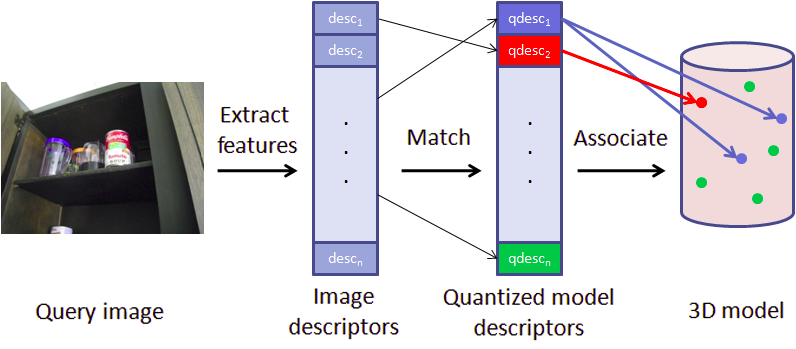 desc1
desc2
.
.
.
descn
qdesc1
qdesc2
.
.
.
qdescn
Extract
features
Match
Associate
Query image
Image
descriptors
Quantized model
descriptors
3D model
Campbell's